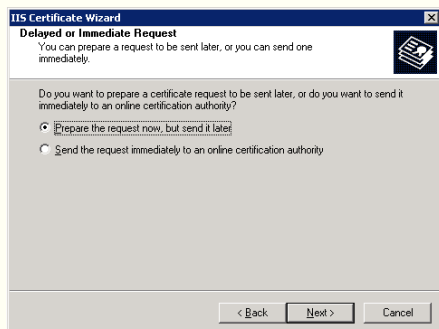 IIS Certificate Wizard
Delayed or Immediate Request
You can prepare a request to be sent later, or you can send one
immediately.
Do you want to prepare a certificate request to be sent later, or do you want to send it
immediately to an online certification authority?
Prepare the request now, but send it later
Send the request immediately to an online certification authority
< Back Next > Cancel